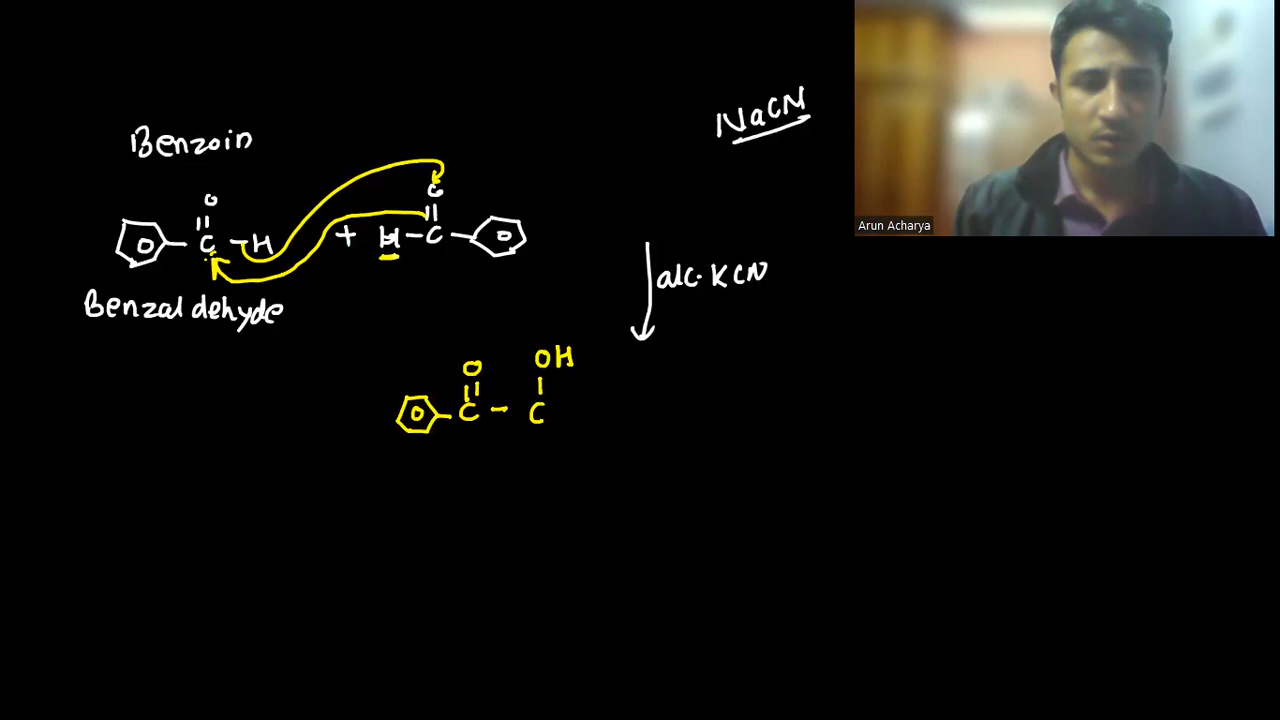 NaCN
Benzoin
O O
C - H + H - C
Benzaldehyde
alc. KCN
O OH
C - C
Arun Acharya